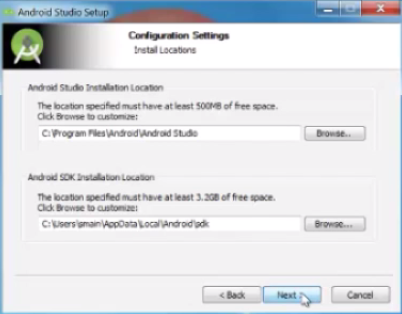 Android Studio Setup
Configuration Settings
Install Locations
Android Studio Installation Location
The location specified must have at least 500MB of free space.
Click Browse to customize:
C:\Program Files\Android\Android Studio
Browse...
Android SDK Installation Location
The location specified must have at least 3.2GB of free space.
Click Browse to customize:
C:\Users\smain\AppData\Local\Android\sdk
Browse...
< Back
Next >
Cancel